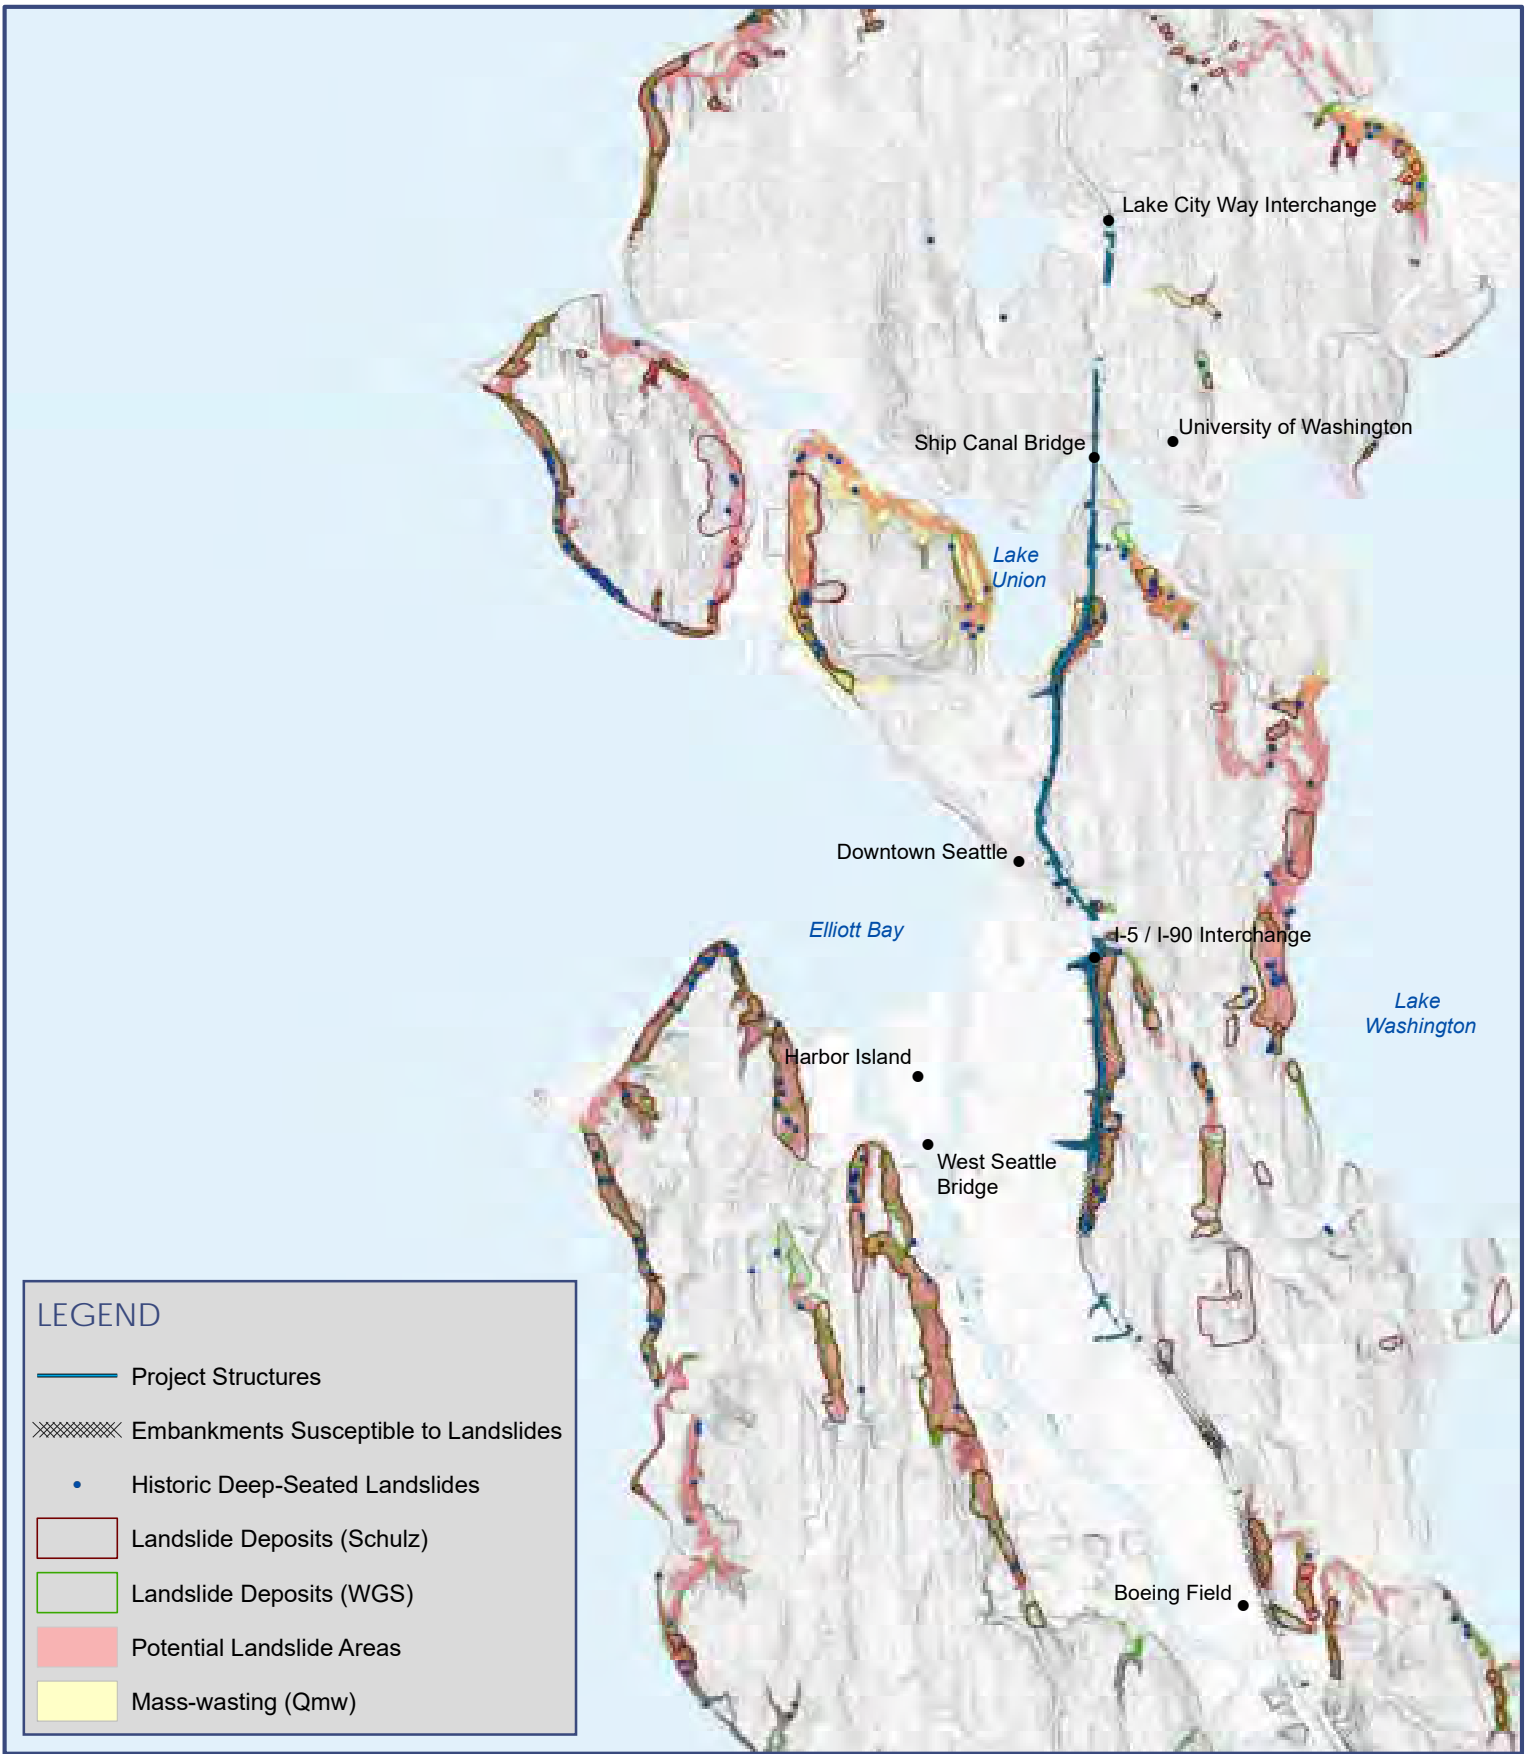 Lake City Way Interchange
University of Washington
Ship Canal Bridge
Lake
Union
Downtown Seattle
Elliott Bay
I-5 / I-90 Interchange
Lake
Washington
Harbor Island
West Seattle
Bridge
Boeing Field
LEGEND
Project Structures
Embankments Susceptible to Landslides
Historic Deep-Seated Landslides
Landslide Deposits (Schulz)
Landslide Deposits (WGS)
Potential Landslide Areas
Mass-wasting (Qmw)